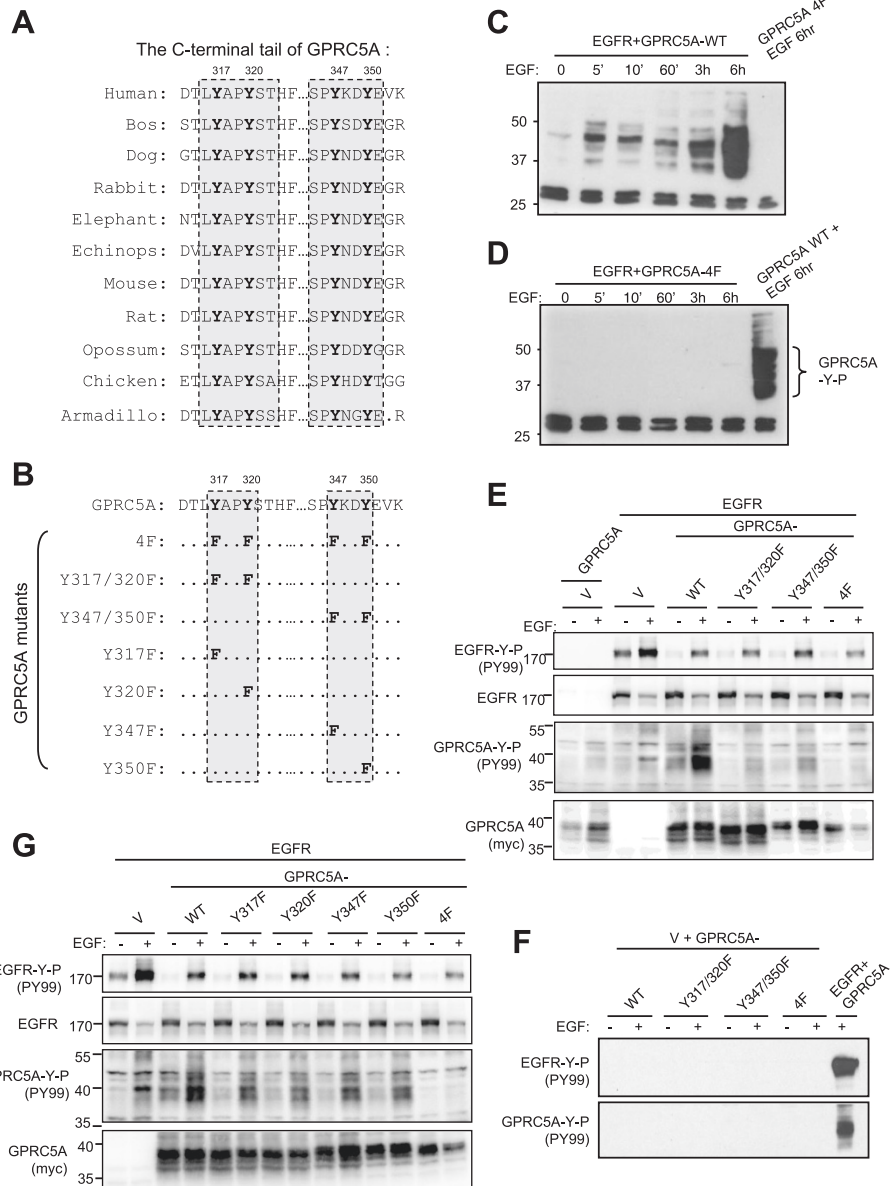 A
The C-terminal tail of GPRC5A :
317 320 347 350
Human: DTLYAPYSTHF…SPYKDYEVK
Bos: STLYAPYSTHF…SPYSDYEGR
Dog: GTLYAPYSTHF…SPYNDYEGR
Rabbit: DTLYAPYSTHF…SPYNDYEGR
Elephant: NTLYAPYSTHF…SPYNDYEGR
Echinops: DVLYAPYSTHF…SPYNDYEGR
Mouse: DTLYAPYSTHF…SPYNDYEGR
Rat: DTLYAPYSTHF…SPYNDYEGR
Opossum: STLYAPYSTHF…SPYDDYGGR
Chicken: ETLYAPYSAHF…SPYHDYTGG
Armadillo: DTLYAPYSSHF…SPYNGYE.R
B
317 320 347 350
GPRC5A: DTLYAPYSTHF…SPYKDYEVK
GPRC5A mutants
4F: ...F..F.......…..F..F...
Y317/320F: ...F..F.......…........
Y347/350F: ...........…..F..F...
Y317F: ...F.......….........
Y320F: ......F....….........
Y347F: ...........…..F......
Y350F: ...........….....F...
C
EGFR+GPRC5A-WT
GPRC5A 4F
EGF 6hr
EGF: 0 5' 10' 60' 3h 6h
50
37
25
D
EGFR+GPRC5A-4F
GPRC5A WT +
EGF 6hr
EGF: 0 5' 10' 60' 3h 6h
50
37
25
GPRC5A
-Y-P
E
EGFR
GPRC5A-
GPRC5A
V V WT Y317/320F Y347/350F 4F
EGF: - + - + - + - + - + - +
EGFR-Y-P
(PY99)
170
EGFR
170
GPRC5A-Y-P
(PY99)
55
40
35
GPRC5A
(myc)
40
35
F
V + GPRC5A-
WT Y317/320F Y347/350F 4F
EGFR+
GPRC5A
EGF: - + - + - + - + +
EGFR-Y-P
(PY99)
GPRC5A-Y-P
(PY99)
G
EGFR
GPRC5A-
V WT Y317F Y320F Y347F Y350F 4F
EGF: - + - + - + - + - + - + - +
EGFR-Y-P
(PY99)
170
EGFR
170
PRC5A-Y-P
(PY99)
55
40
35
GPRC5A
(myc)
40
35